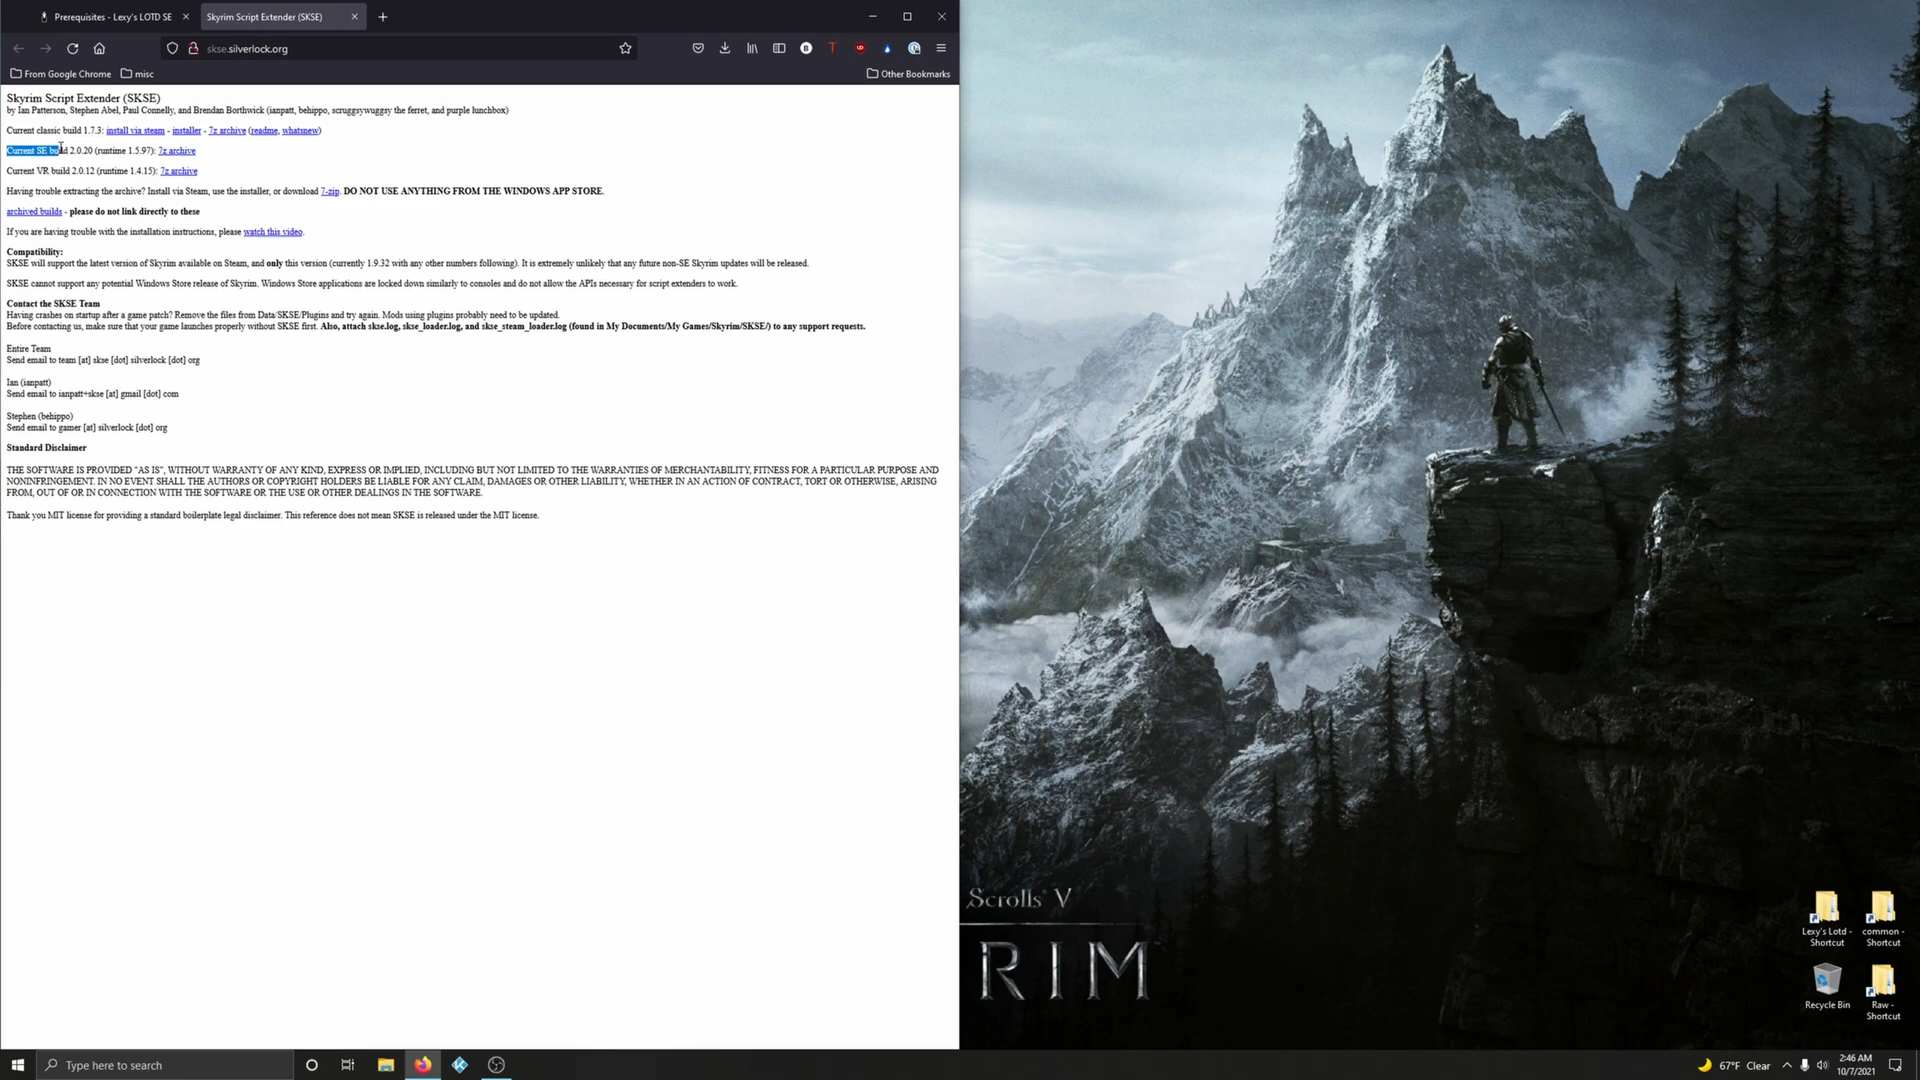 Prerequisites - Lexy's LOTD SE
Skyrim Script Extender (SKSE)
skse.silverlock.org
From Google Chrome
misc
Other Bookmarks
Skyrim Script Extender (SKSE)
by Ian Patterson, Stephen Abel, Paul Connelly, and Brendan Borthwick (ianpatt, behippo, scruggsywuggsy the ferret, and purple lunchbox)
Current classic build 1.7.3: install via steam - installer - 7z archive (readme, whatsnew)
Current SE build 2.0.20 (runtime 1.5.97): 7z archive
Current VR build 2.0.12 (runtime 1.4.15): 7z archive
Having trouble extracting the archive? Install via Steam, use the installer, or download 7-zip. DO NOT USE ANYTHING FROM THE WINDOWS APP STORE.
archived builds - please do not link directly to these
If you are having trouble with the installation instructions, please watch this video.
Compatibility:
SKSE will support the latest version of Skyrim available on Steam, and only this version (currently 1.9.32 with any other numbers following). It is extremely unlikely that any future non-SE Skyrim updates will be released.
SKSE cannot support any potential Windows Store release of Skyrim. Windows Store applications are locked down similarly to consoles and do not allow the APIs necessary for script extenders to work.
Contact the SKSE Team
Having crashes on startup after a game patch? Remove the files from Data/SKSE/Plugins and try again. Mods using plugins probably need to be updated.
Before contacting us, make sure that your game launches properly without SKSE first. Also, attach skse.log, skse_loader.log, and skse_steam_loader.log (found in My Documents/My Games/Skyrim/SKSE/) to any support requests.
Entire Team
Send email to team [at] skse [dot] silverlock [dot] org
Ian (ianpatt)
Send email to ianpatt+skse [at] gmail [dot] com
Stephen (behippo)
Send email to gamer [at] silverlock [dot] org
Standard Disclaimer
THE SOFTWARE IS PROVIDED "AS IS", WITHOUT WARRANTY OF ANY KIND, EXPRESS OR IMPLIED, INCLUDING BUT NOT LIMITED TO THE WARRANTIES OF MERCHANTABILITY, FITNESS FOR A PARTICULAR PURPOSE AND
NONINFRINGEMENT. IN NO EVENT SHALL THE AUTHORS OR COPYRIGHT HOLDERS BE LIABLE FOR ANY CLAIM, DAMAGES OR OTHER LIABILITY, WHETHER IN AN ACTION OF CONTRACT, TORT OR OTHERWISE, ARISING
FROM, OUT OF OR IN CONNECTION WITH THE SOFTWARE OR THE USE OR OTHER DEALINGS IN THE SOFTWARE.
Thank you MIT license for providing a standard boilerplate legal disclaimer. This reference does not mean SKSE is released under the MIT license.
Scrolls V
RIM
Lexy's Lotd -
Shortcut
common -
Shortcut
Recycle Bin
Raw -
Shortcut
Type here to search
67°F Clear
2:46 AM
10/7/2021